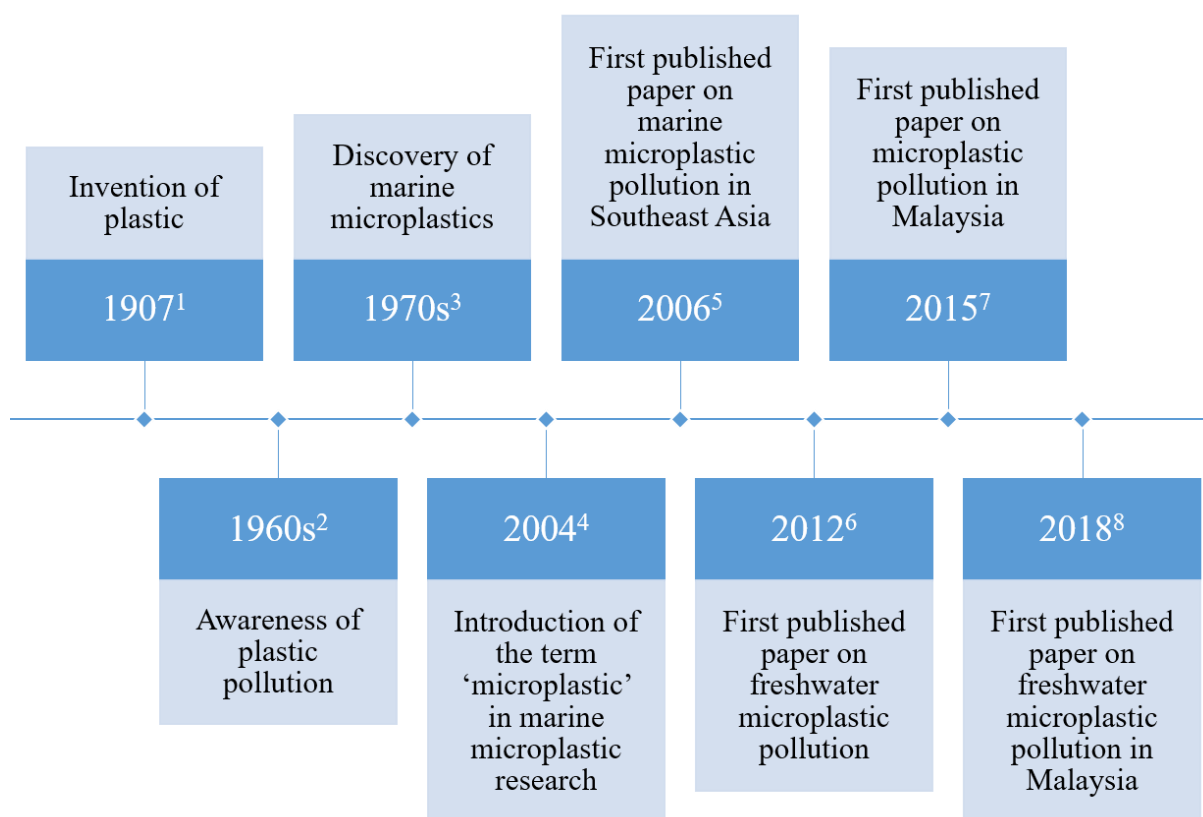 Invention of
plastic
1907¹
1960s²
Awareness of
plastic
pollution
Discovery of
marine
microplastics
1970s³
2004⁴
Introduction of
the term
‘microplastic’
in marine
microplastic
research
First published
paper on
marine
microplastic
pollution in
Southeast Asia
2006⁵
2012⁶
First published
paper on
freshwater
microplastic
pollution
First published
paper on
microplastic
pollution in
Malaysia
2015⁷
2018⁸
First published
paper on
freshwater
microplastic
pollution in
Malaysia